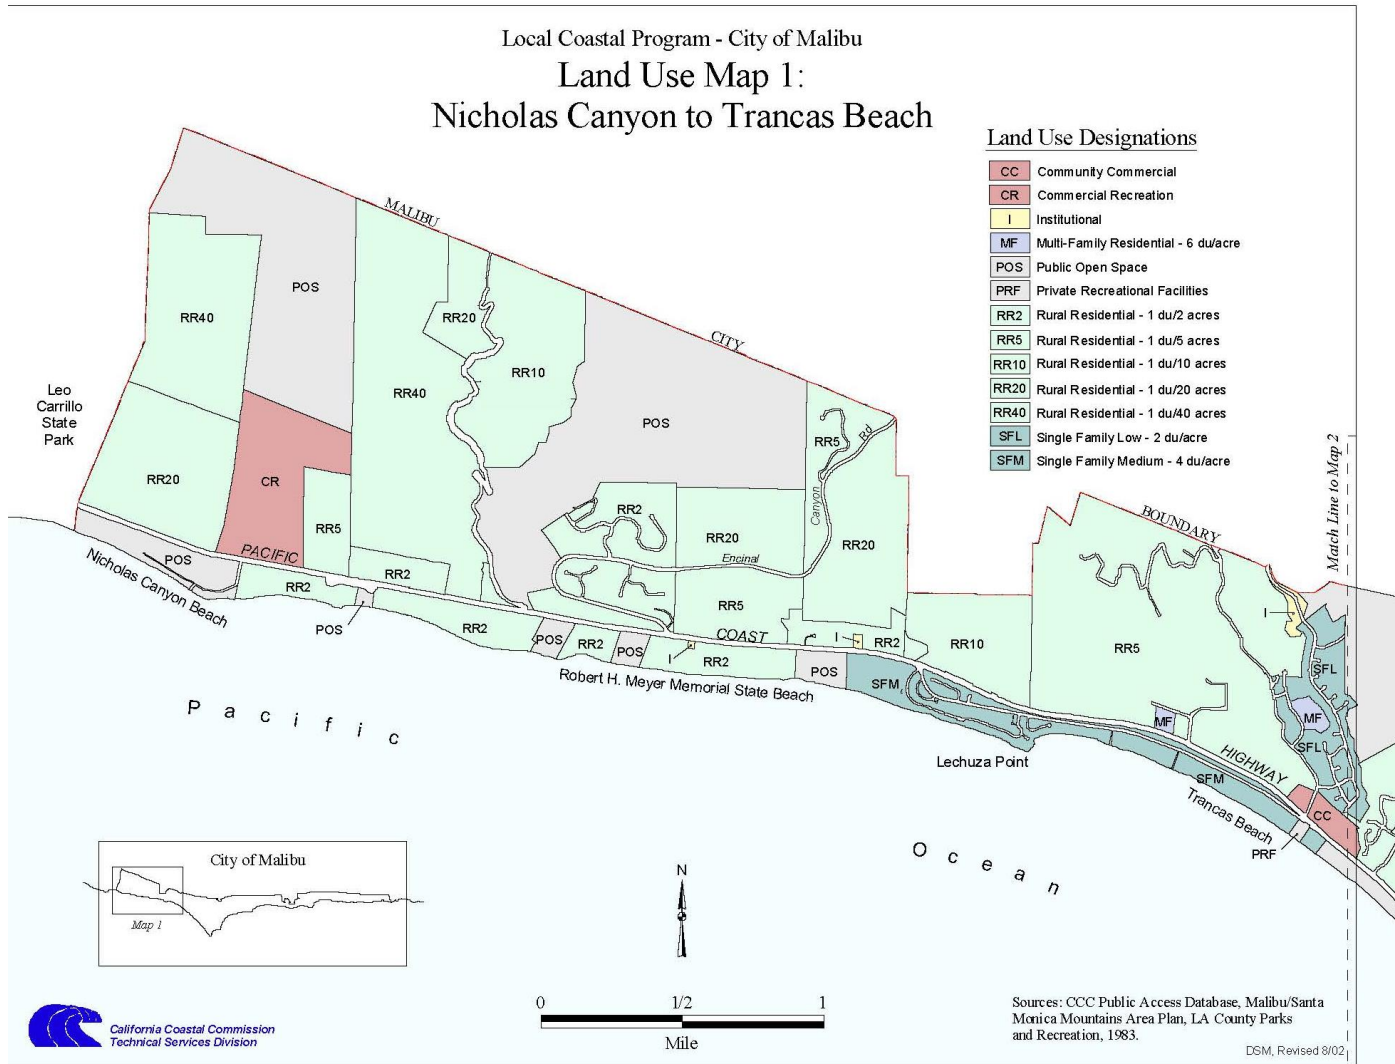 Local Coastal Program - City of Malibu
Land Use Map 1:
Nicholas Canyon to Trancas Beach
Land Use Designations
CC Community Commercial
CR Commercial Recreation
I Institutional
MF Multi-Family Residential - 6 du/acre
POS Public Open Space
PRF Private Recreational Facilities
RR2 Rural Residential - 1 du/2 acres
RR5 Rural Residential - 1 du/5 acres
RR10 Rural Residential - 1 du/10 acres
RR20 Rural Residential - 1 du/20 acres
RR40 Rural Residential - 1 du/40 acres
SFL Single Family Low - 2 du/acre
SFM Single Family Medium - 4 du/acre
MALIBU
CITY
BOUNDARY
Match Line to Map 2
POS
RR40
RR20
RR10
RR40
POS
RR5
Canyon Rd
Leo
Carrillo
State
Park
RR20
CR
RR5
RR2
RR20
Encinal
RR20
PACIFIC
POS
RR2
RR2
RR5
Nicholas Canyon Beach
POS
RR2
POS
RR2
POS
I
RR2
COAST
I
RR2
POS
RR10
RR5
I
SFL
MF
SFL
MF
SFM
Robert H. Meyer Memorial State Beach
Lechuza Point
HIGHWAY
SFM
Trancas Beach
CC
PRF
Pacific
Ocean
City of Malibu
Map 1
N
0 1/2 1
Mile
California Coastal Commission
Technical Services Division
Sources: CCC Public Access Database, Malibu/Santa
Monica Mountains Area Plan, LA County Parks
and Recreation, 1983.
DSM, Revised 8/02